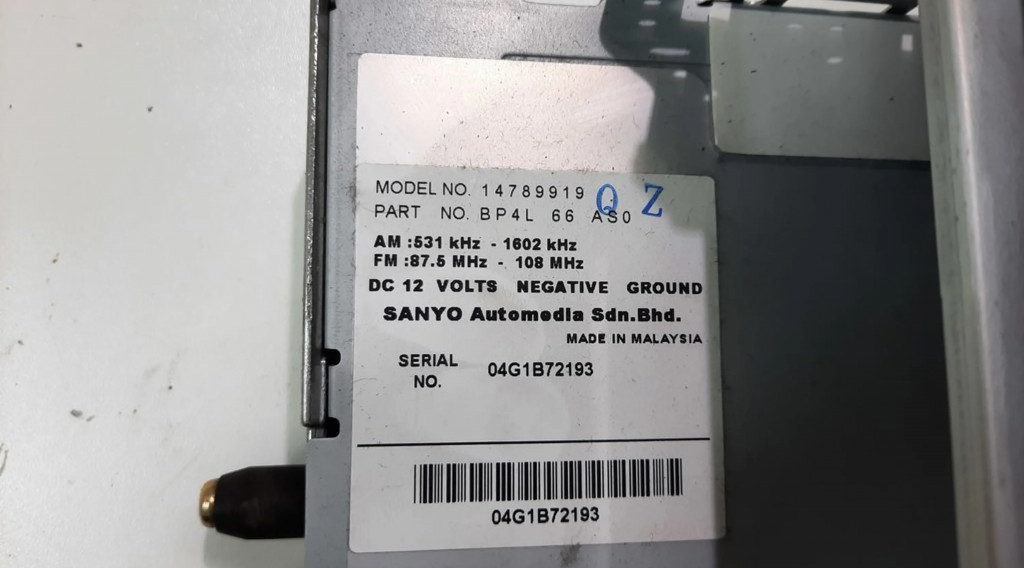 MODEL NO. 14789919 Q Z
PART NO. BP4L 66 AS0
AM :531 kHz - 1602 kHz
FM :87.5 MHz - 108 MHz
DC 12 VOLTS NEGATIVE GROUND
SANYO Automedia Sdn.Bhd.
MADE IN MALAYSIA
SERIAL NO. 04G1B72193
04G1B72193